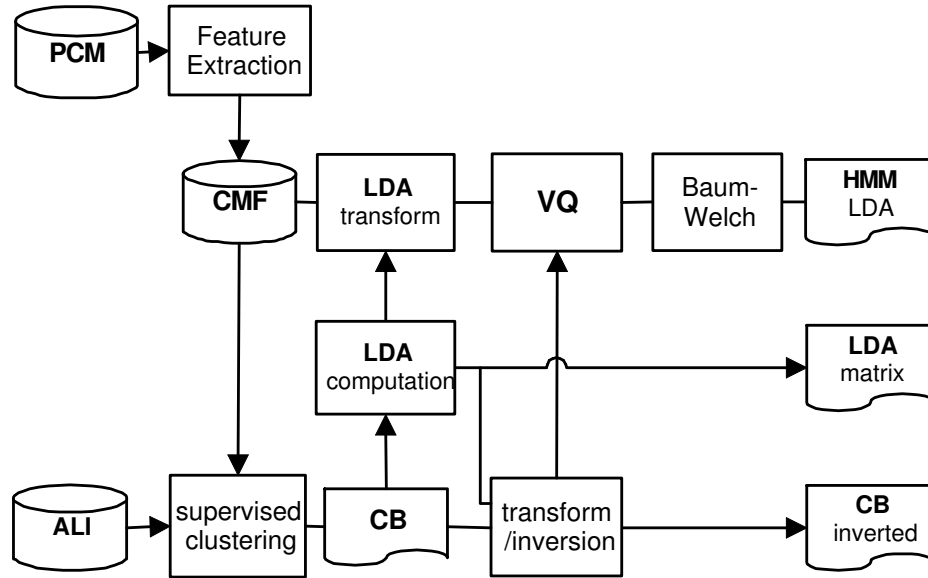 PCM
Feature
Extraction
CMF
LDA
transform
VQ
Baum-
Welch
HMM
LDA
LDA
computation
LDA
matrix
ALI
supervised
clustering
CB
transform
/inversion
CB
inverted